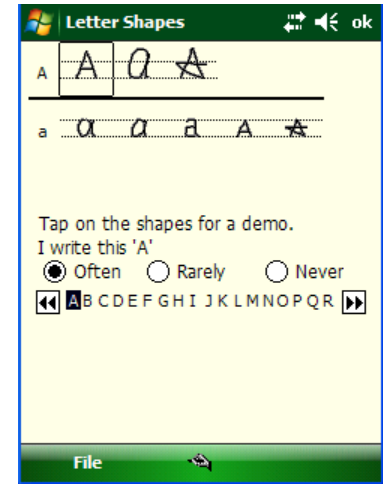 Letter Shapes ok
A A a A
a a a a A A
Tap on the shapes for a demo.
I write this 'A'
Often Rarely Never
A B C D E F G H I J K L M N O P Q R
File